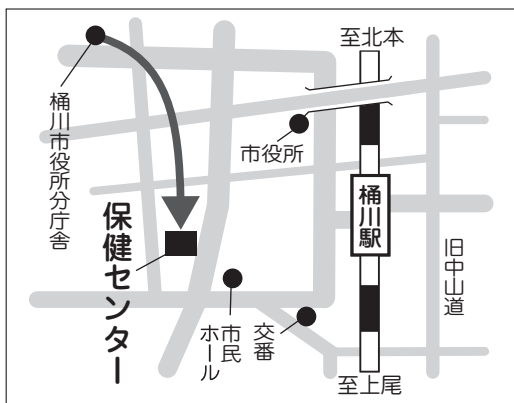 至北本
桶川市役所分庁舎
市役所
桶川駅
保健センター
旧中山道
市民
ホール
交番
至上尾